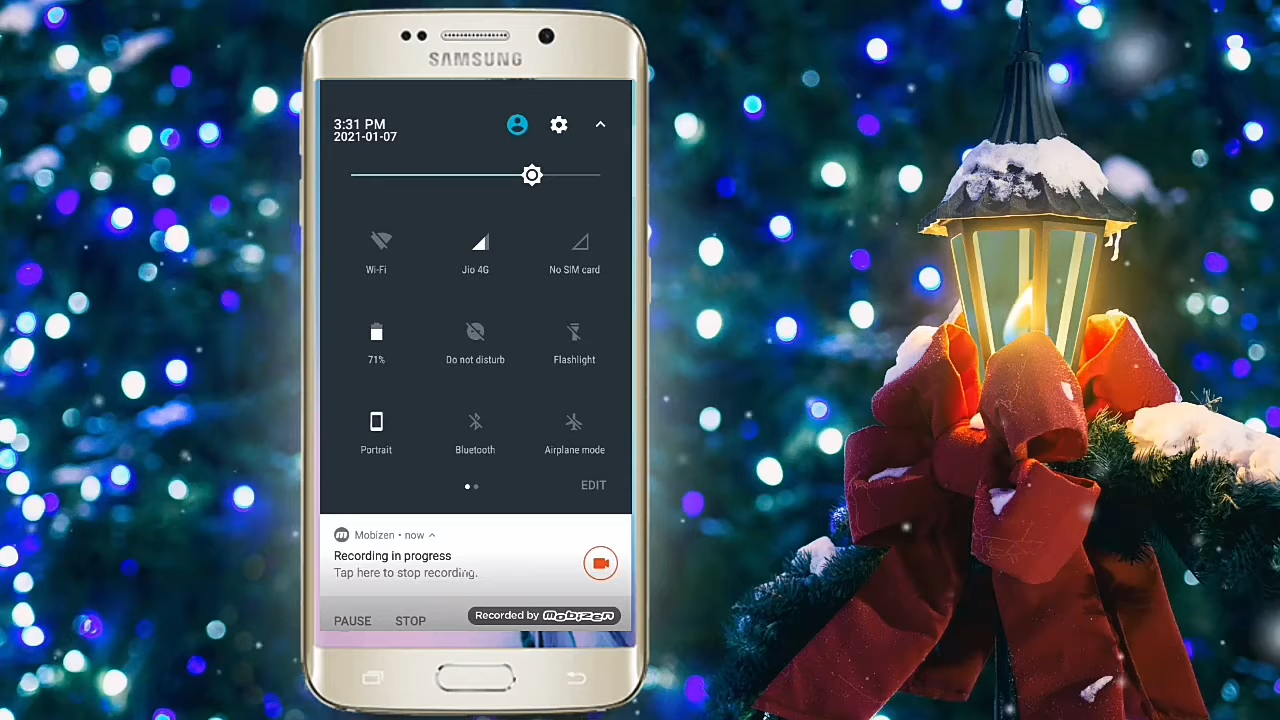 SAMSUNG
3:31 PM
2021-01-07
Wi-Fi
Jio 4G
No SIM card
71%
Do not disturb
Flashlight
Portrait
Bluetooth
Airplane mode
EDIT
Mobizen • now
Recording in progress
Tap here to stop recording.
PAUSE STOP
Recorded by mobizen